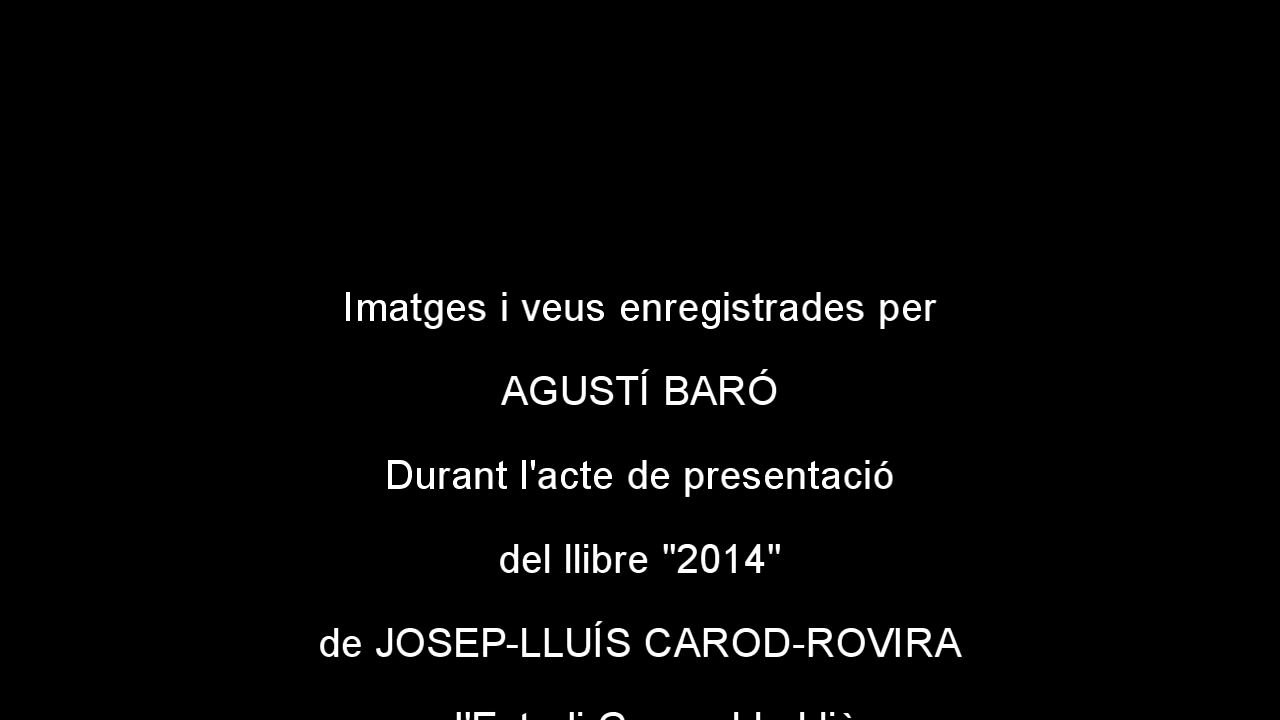 Imatges i veus enregistrades per
AGUSTÍ BARÓ
Durant l'acte de presentació
del llibre "2014"
de JOSEP-LLUÍS CAROD-ROVIRA